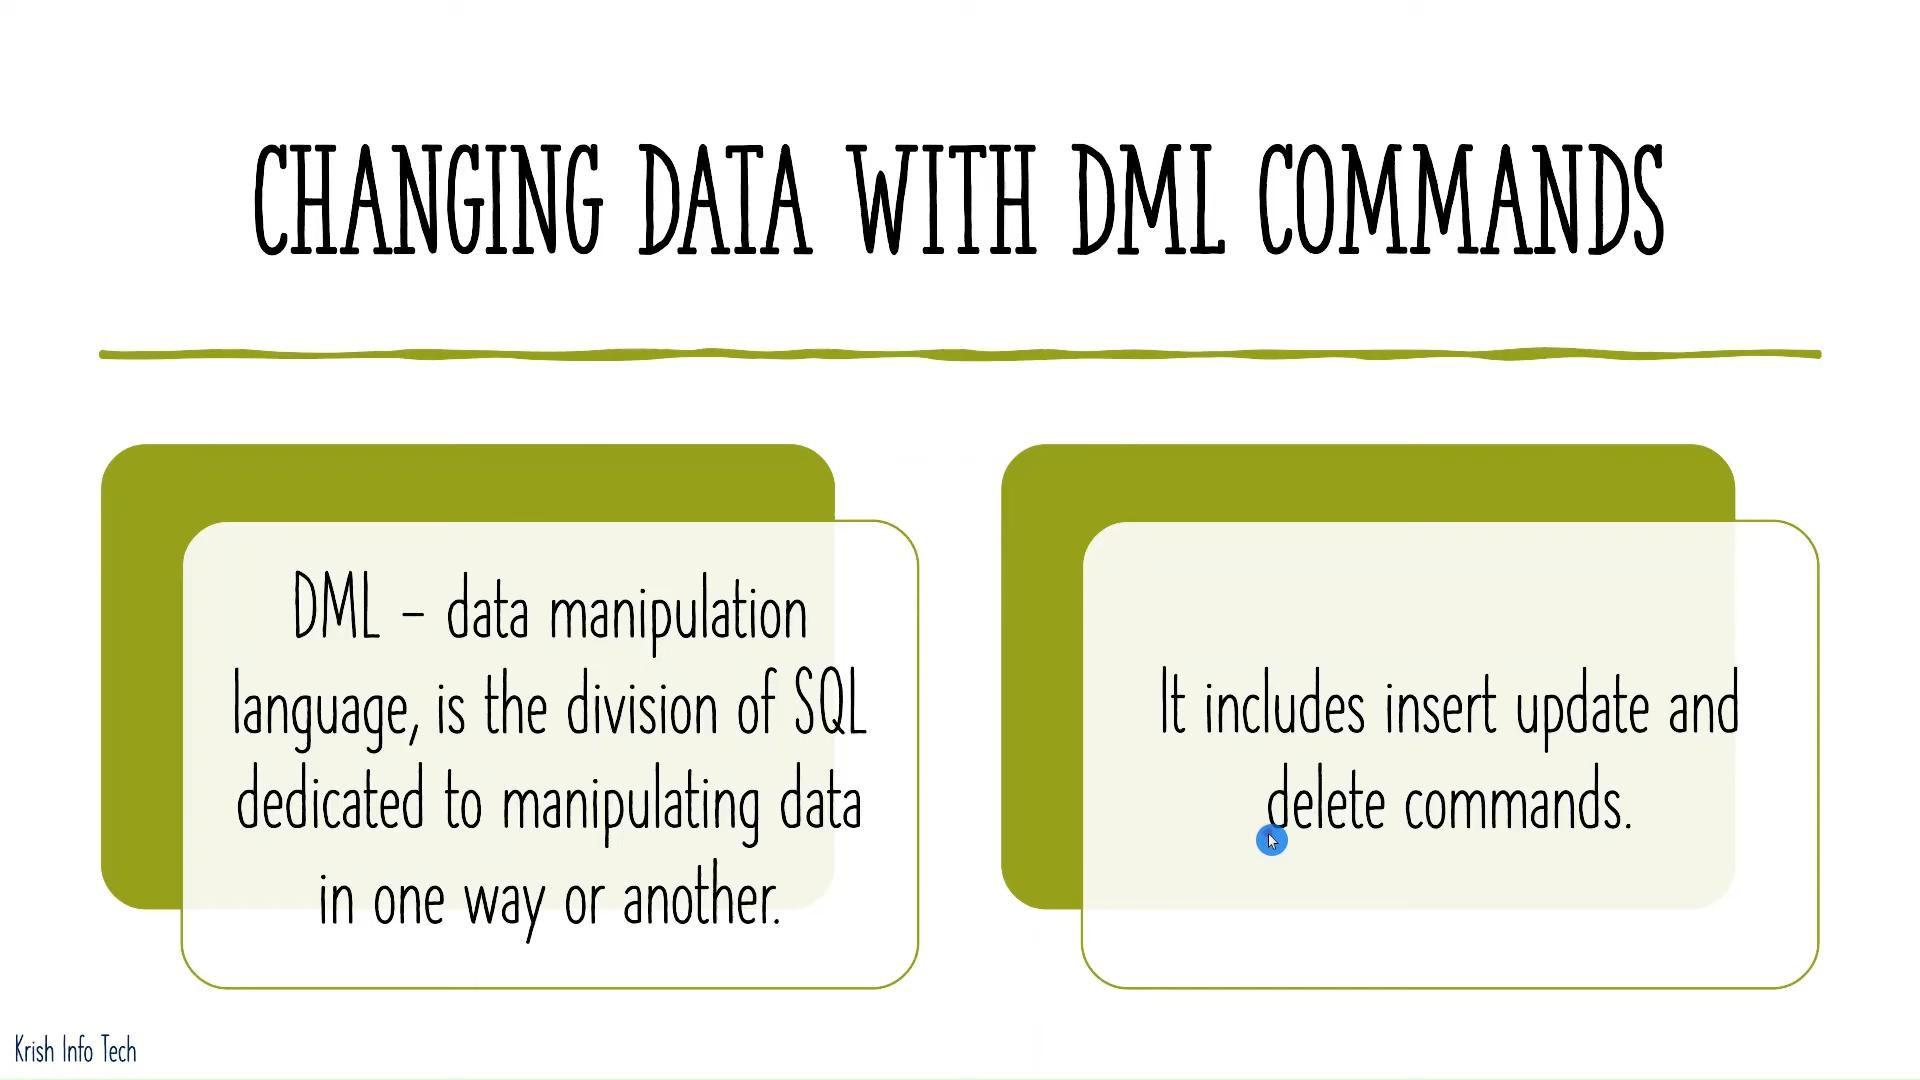 CHANGING DATA WITH DML COMMANDS
DML – data manipulation
language, is the division of SQL
dedicated to manipulating data
in one way or another.
It includes insert update and
delete commands.
Krish Info Tech